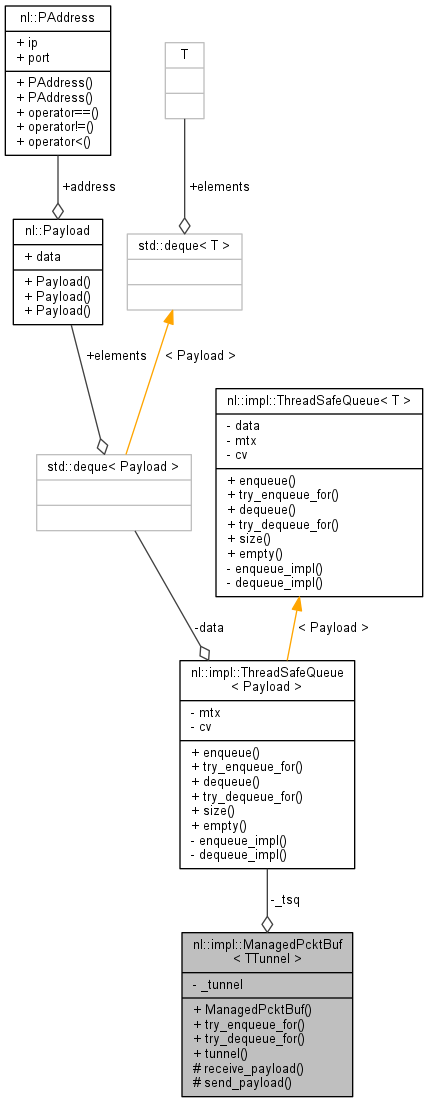 nl::PAddress
+ ip
+ port
+ PAddress()
+ PAddress()
+ operator==()
+ operator!=()
+ operator<()
T
+address
+elements
nl::Payload
+ data
+ Payload()
+ Payload()
+ Payload()
std::deque< T >
+elements
< Payload >
nl::impl::ThreadSafeQueue< T >
- data
- mtx
- cv
+ enqueue()
+ try_enqueue_for()
+ dequeue()
+ try_dequeue_for()
+ size()
+ empty()
- enqueue_impl()
- dequeue_impl()
std::deque< Payload >
-data
< Payload >
nl::impl::ThreadSafeQueue
< Payload >
- mtx
- cv
+ enqueue()
+ try_enqueue_for()
+ dequeue()
+ try_dequeue_for()
+ size()
+ empty()
- enqueue_impl()
- dequeue_impl()
-_tsq
nl::impl::ManagedPcktBuf
< TTunnel >
- _tunnel
+ ManagedPcktBuf()
+ try_enqueue_for()
+ try_dequeue_for()
+ tunnel()
# receive_payload()
# send_payload()